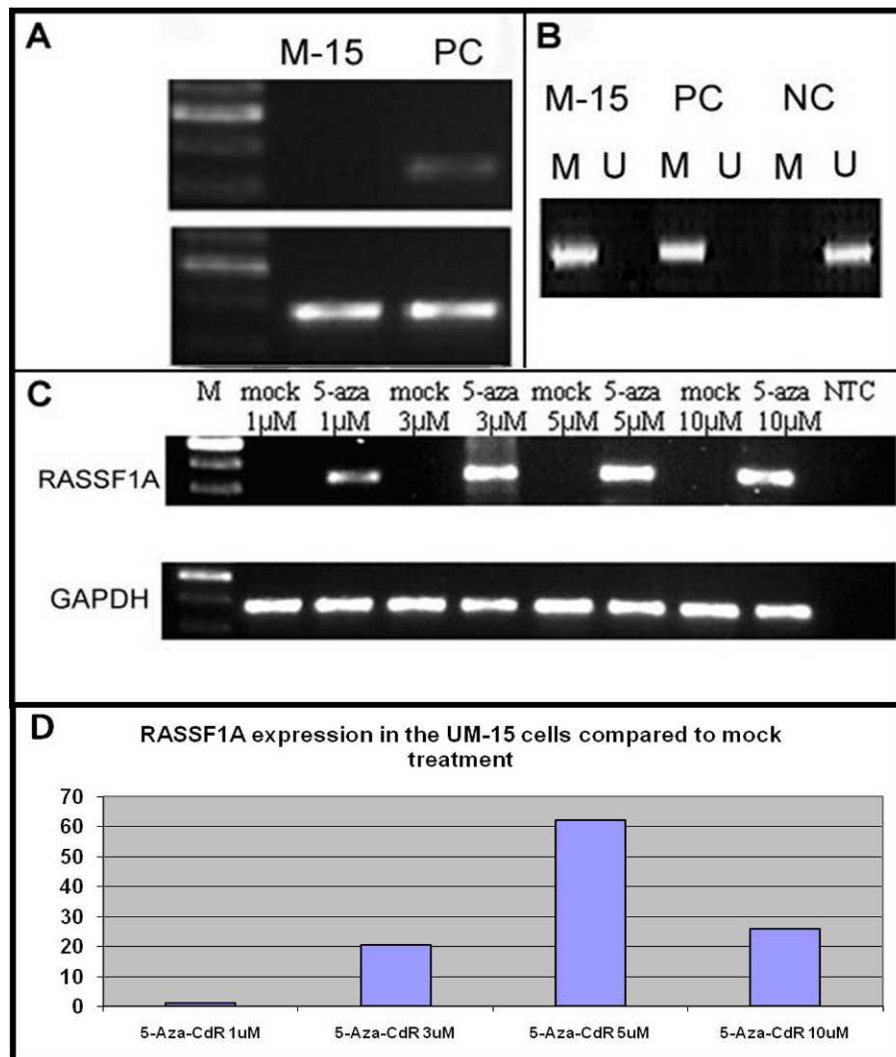 A
M-15 PC
B
M-15 PC NC
M U M U M U
C
M mock 5-aza mock 5-aza mock 5-aza mock 5-aza NTC
1µM 1µM 3µM 3µM 5µM 5µM 10µM 10µM
RASSF1A
GAPDH
D
RASSF1A expression in the UM-15 cells compared to mock
treatment
70
60
50
40
30
20
10
0
5-Aza-CdR 1uM 5-Aza-CdR 3uM 5-Aza-CdR 5uM 5-Aza-CdR 10uM